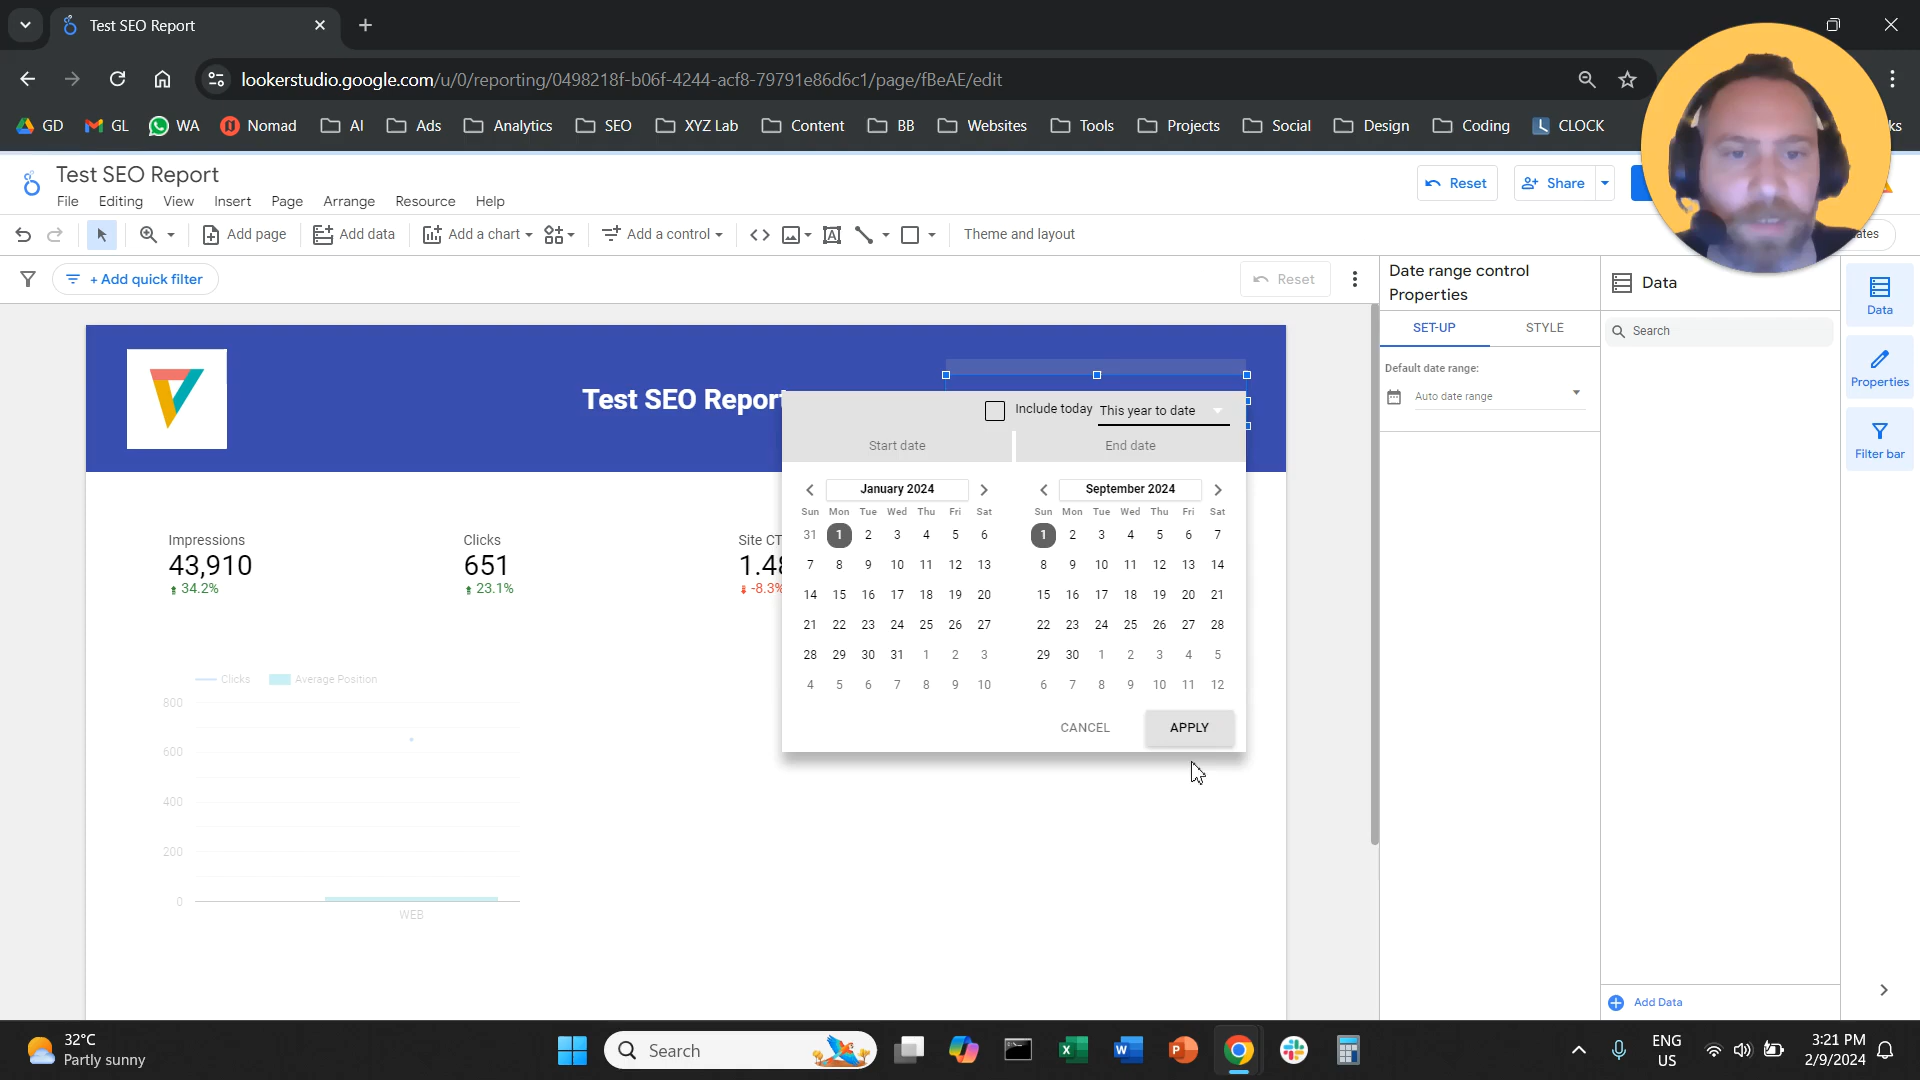 Test SEO Report
lookerstudio.google.com/u/0/reporting/0498218f-b06f-4244-acf8-79791e86d6c1/page/fBeAE/edit
GD GL WA Nomad AI Ads Analytics SEO XYZ Lab Content BB Websites Tools Projects Social Design Coding CLOCK
Test SEO Report
Reset Share
File Editing View Insert Page Arrange Resource Help
Add page Add data Add a chart Add a control Theme and layout
+ Add quick filter Reset
Date range control
Properties
Data
SET-UP STYLE
Search
Default date range:
Auto date range
Data
Properties
Filter bar
Test SEO Report
Include today This year to date
Start date End date
January 2024 September 2024
Sun Mon Tue Wed Thu Fri Sat Sun Mon Tue Wed Thu Fri Sat
31 1 2 3 4 5 6 1 2 3 4 5 6 7
7 8 9 10 11 12 13 8 9 10 11 12 13 14
14 15 16 17 18 19 20 15 16 17 18 19 20 21
21 22 23 24 25 26 27 22 23 24 25 26 27 28
28 29 30 31 1 2 3 29 30 1 2 3 4 5
4 5 6 7 8 9 10 6 7 8 9 10 11 12
CANCEL APPLY
Impressions Clicks Site CT
43,910 651 1.48
34.2% 23.1% -8.3%
Clicks Average Position
800
600
400
200
0
WEB
Add Data
32°C
Partly sunny
Search
ENG
US
3:21 PM
2/9/2024